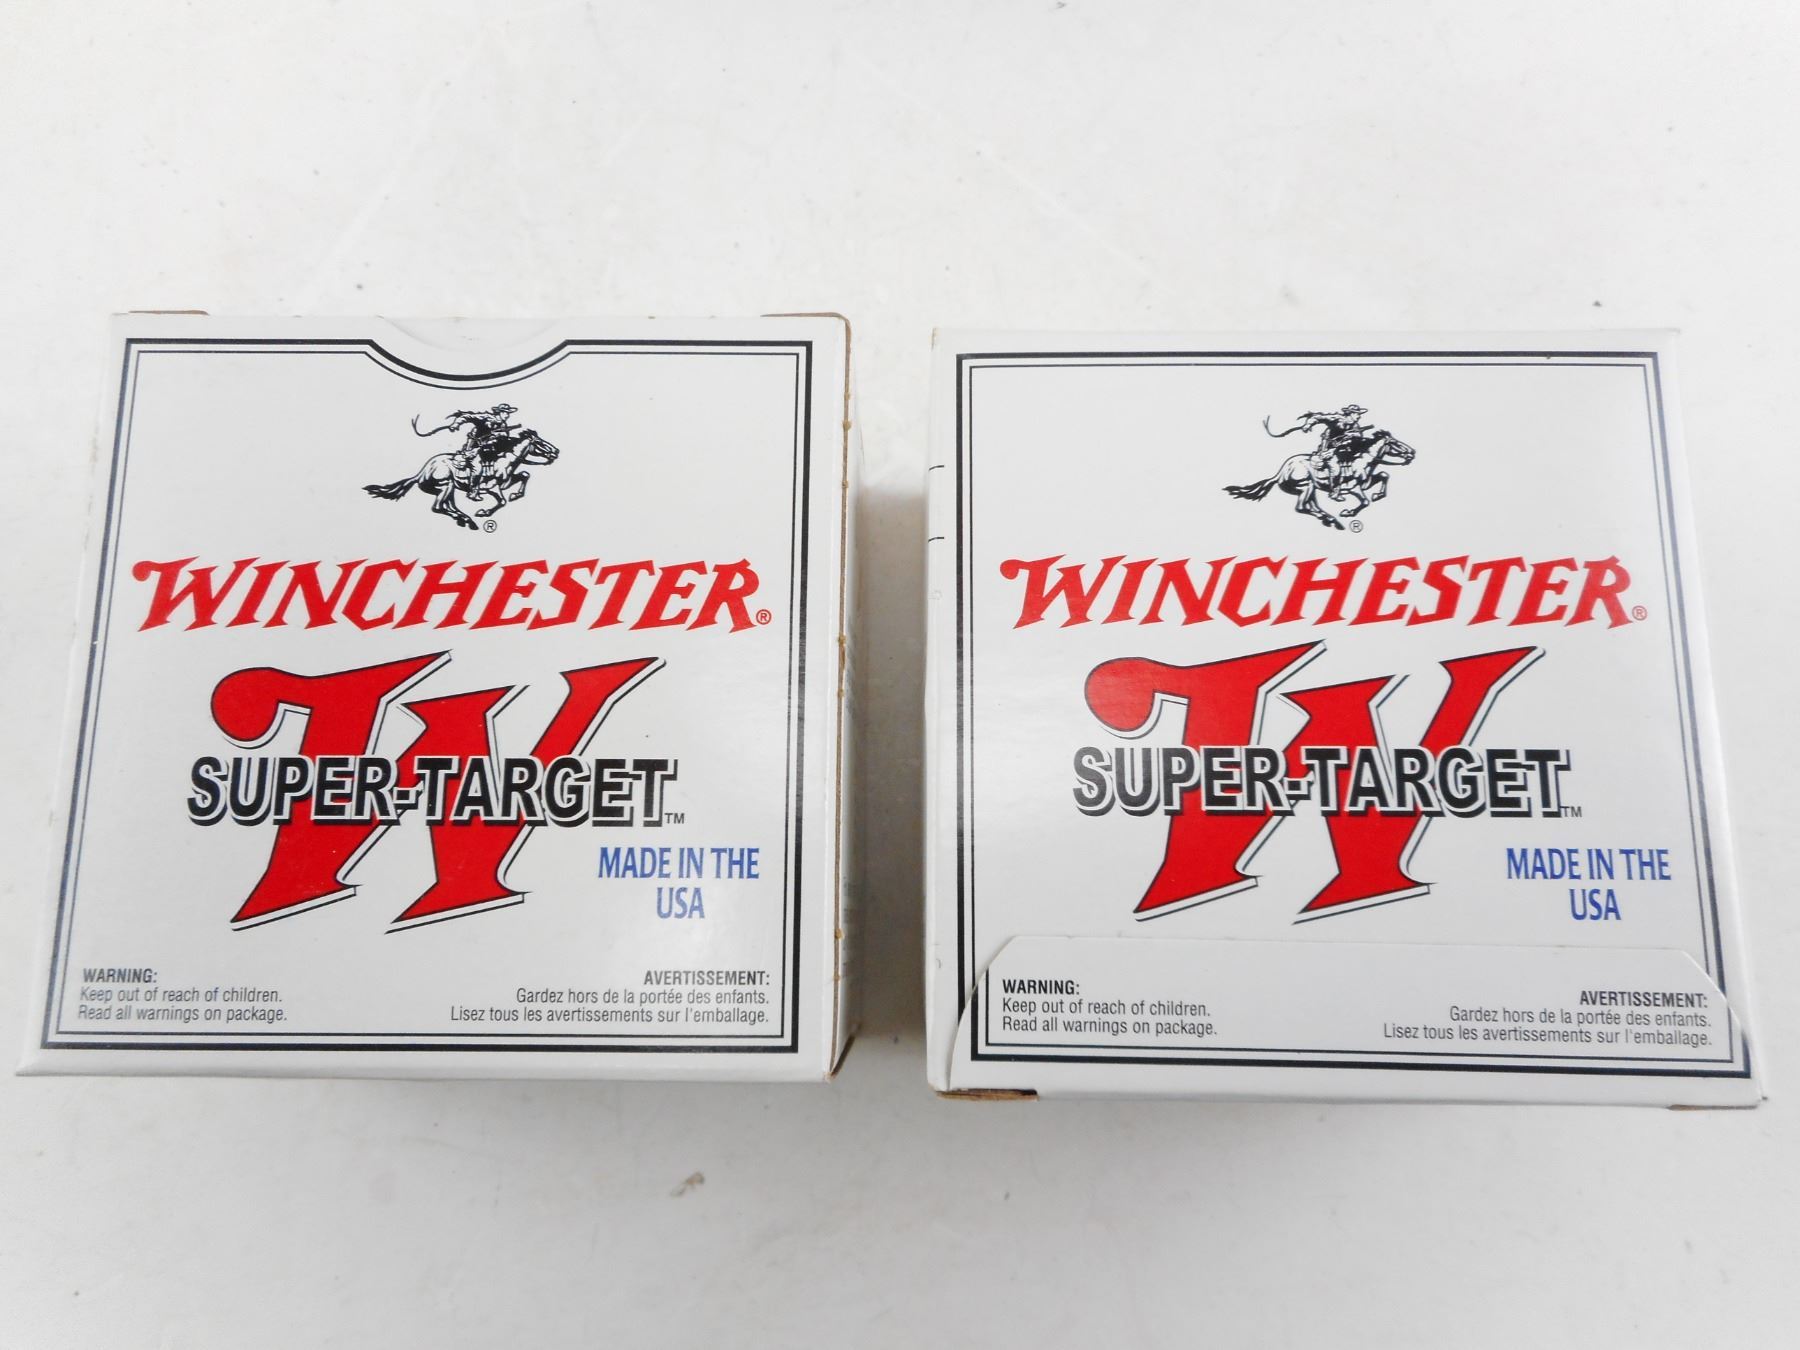 ®
WINCHESTER®
SUPER-TARGET™
MADE IN THE
USA
WARNING:
Keep out of reach of children.
Read all warnings on package.
AVERTISSEMENT:
Gardez hors de la portée des enfants.
Lisez tous les avertissements sur l'emballage.
®
WINCHESTER®
SUPER-TARGET™
MADE IN THE
USA
WARNING:
Keep out of reach of children.
Read all warnings on package.
AVERTISSEMENT:
Gardez hors de la portée des enfants.
Lisez tous les avertissements sur l'emballage.